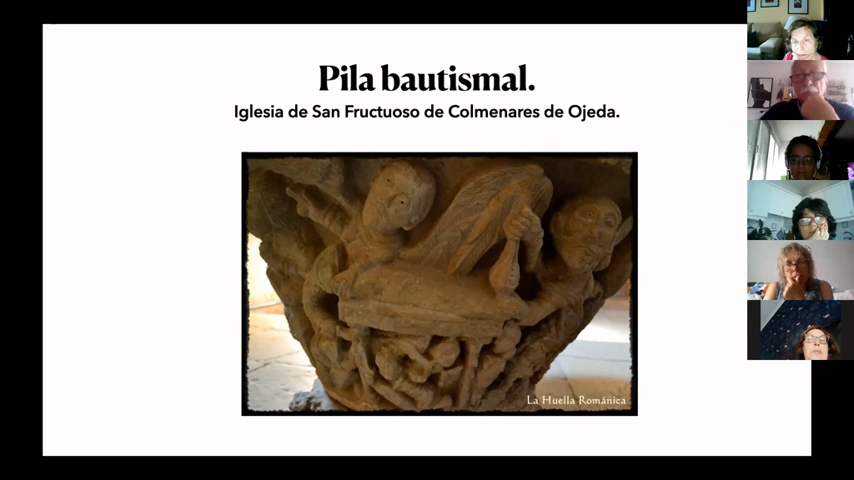 Pila bautismal.
Iglesia de San Fructuoso de Colmenares de Ojeda.
La Huella Románica